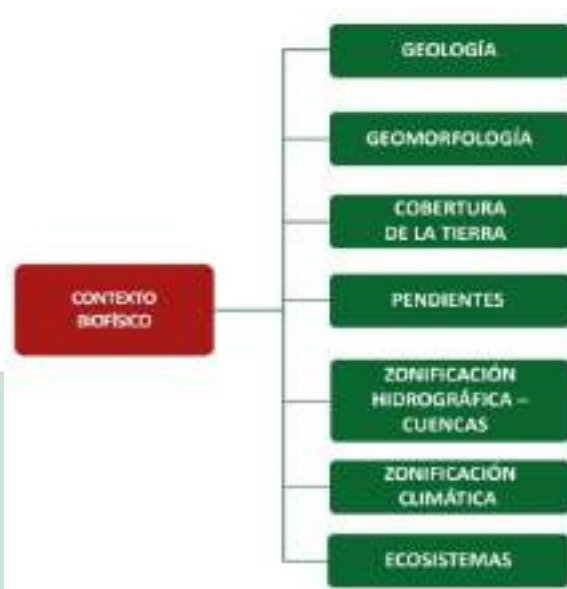 GEOLOGÍA
GEOMORFOLOGÍA
COBERTURA
DE LA TIERRA
CONTEXTO
BIOFÍSICO
PENDIENTES
ZONIFICACIÓN
HIDROGRÁFICA –
CUENCAS
ZONIFICACIÓN
CLIMÁTICA
ECOSISTEMAS